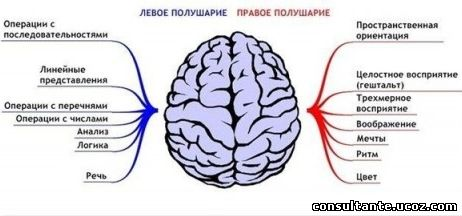 ЛЕВОЕ ПОЛУШАРИЕ
ПРАВОЕ ПОЛУШАРИЕ
Операции с
последовательностями
Линейные
представления
Операции с перечнями
Операции с числами
Анализ
Логика
Речь
Пространственная
ориентация
Целостное восприятие
(гештальт)
Трехмерное
восприятие
Воображение
Мечты
Ритм
Цвет
consultante.ucoz.com